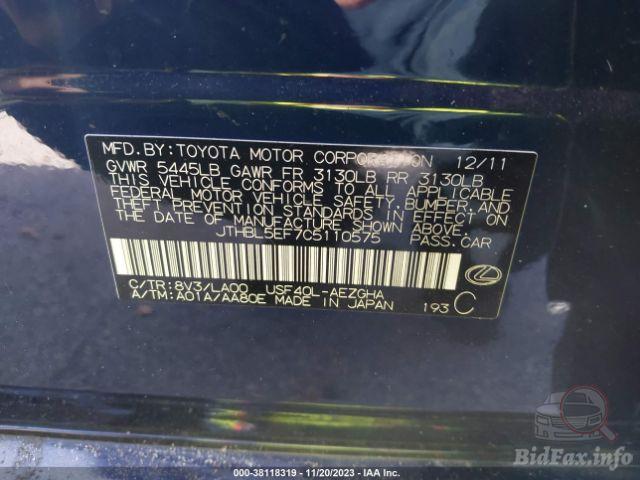 MFD. BY: TOYOTA MOTOR CORPORATION 12/11
GVWR 5445LB GAWR FR 3130LB RR 3130LB
THIS VEHICLE CONFORMS TO ALL APPLICABLE
FEDERAL MOTOR VEHICLE SAFETY, BUMPER, AND
THEFT PREVENTION STANDARDS IN EFFECT ON
THE DATE OF MANUFACTURE SHOWN ABOVE.
JTHBL5EF7C5110575 PASS. CAR
C/TR: 8V3/LA00 USF40L-AEZGHA
A/TM: A01A/AA80E MADE IN JAPAN 193 C
BidFax.info
000-38118319 - 11/20/2023 - IAA Inc.